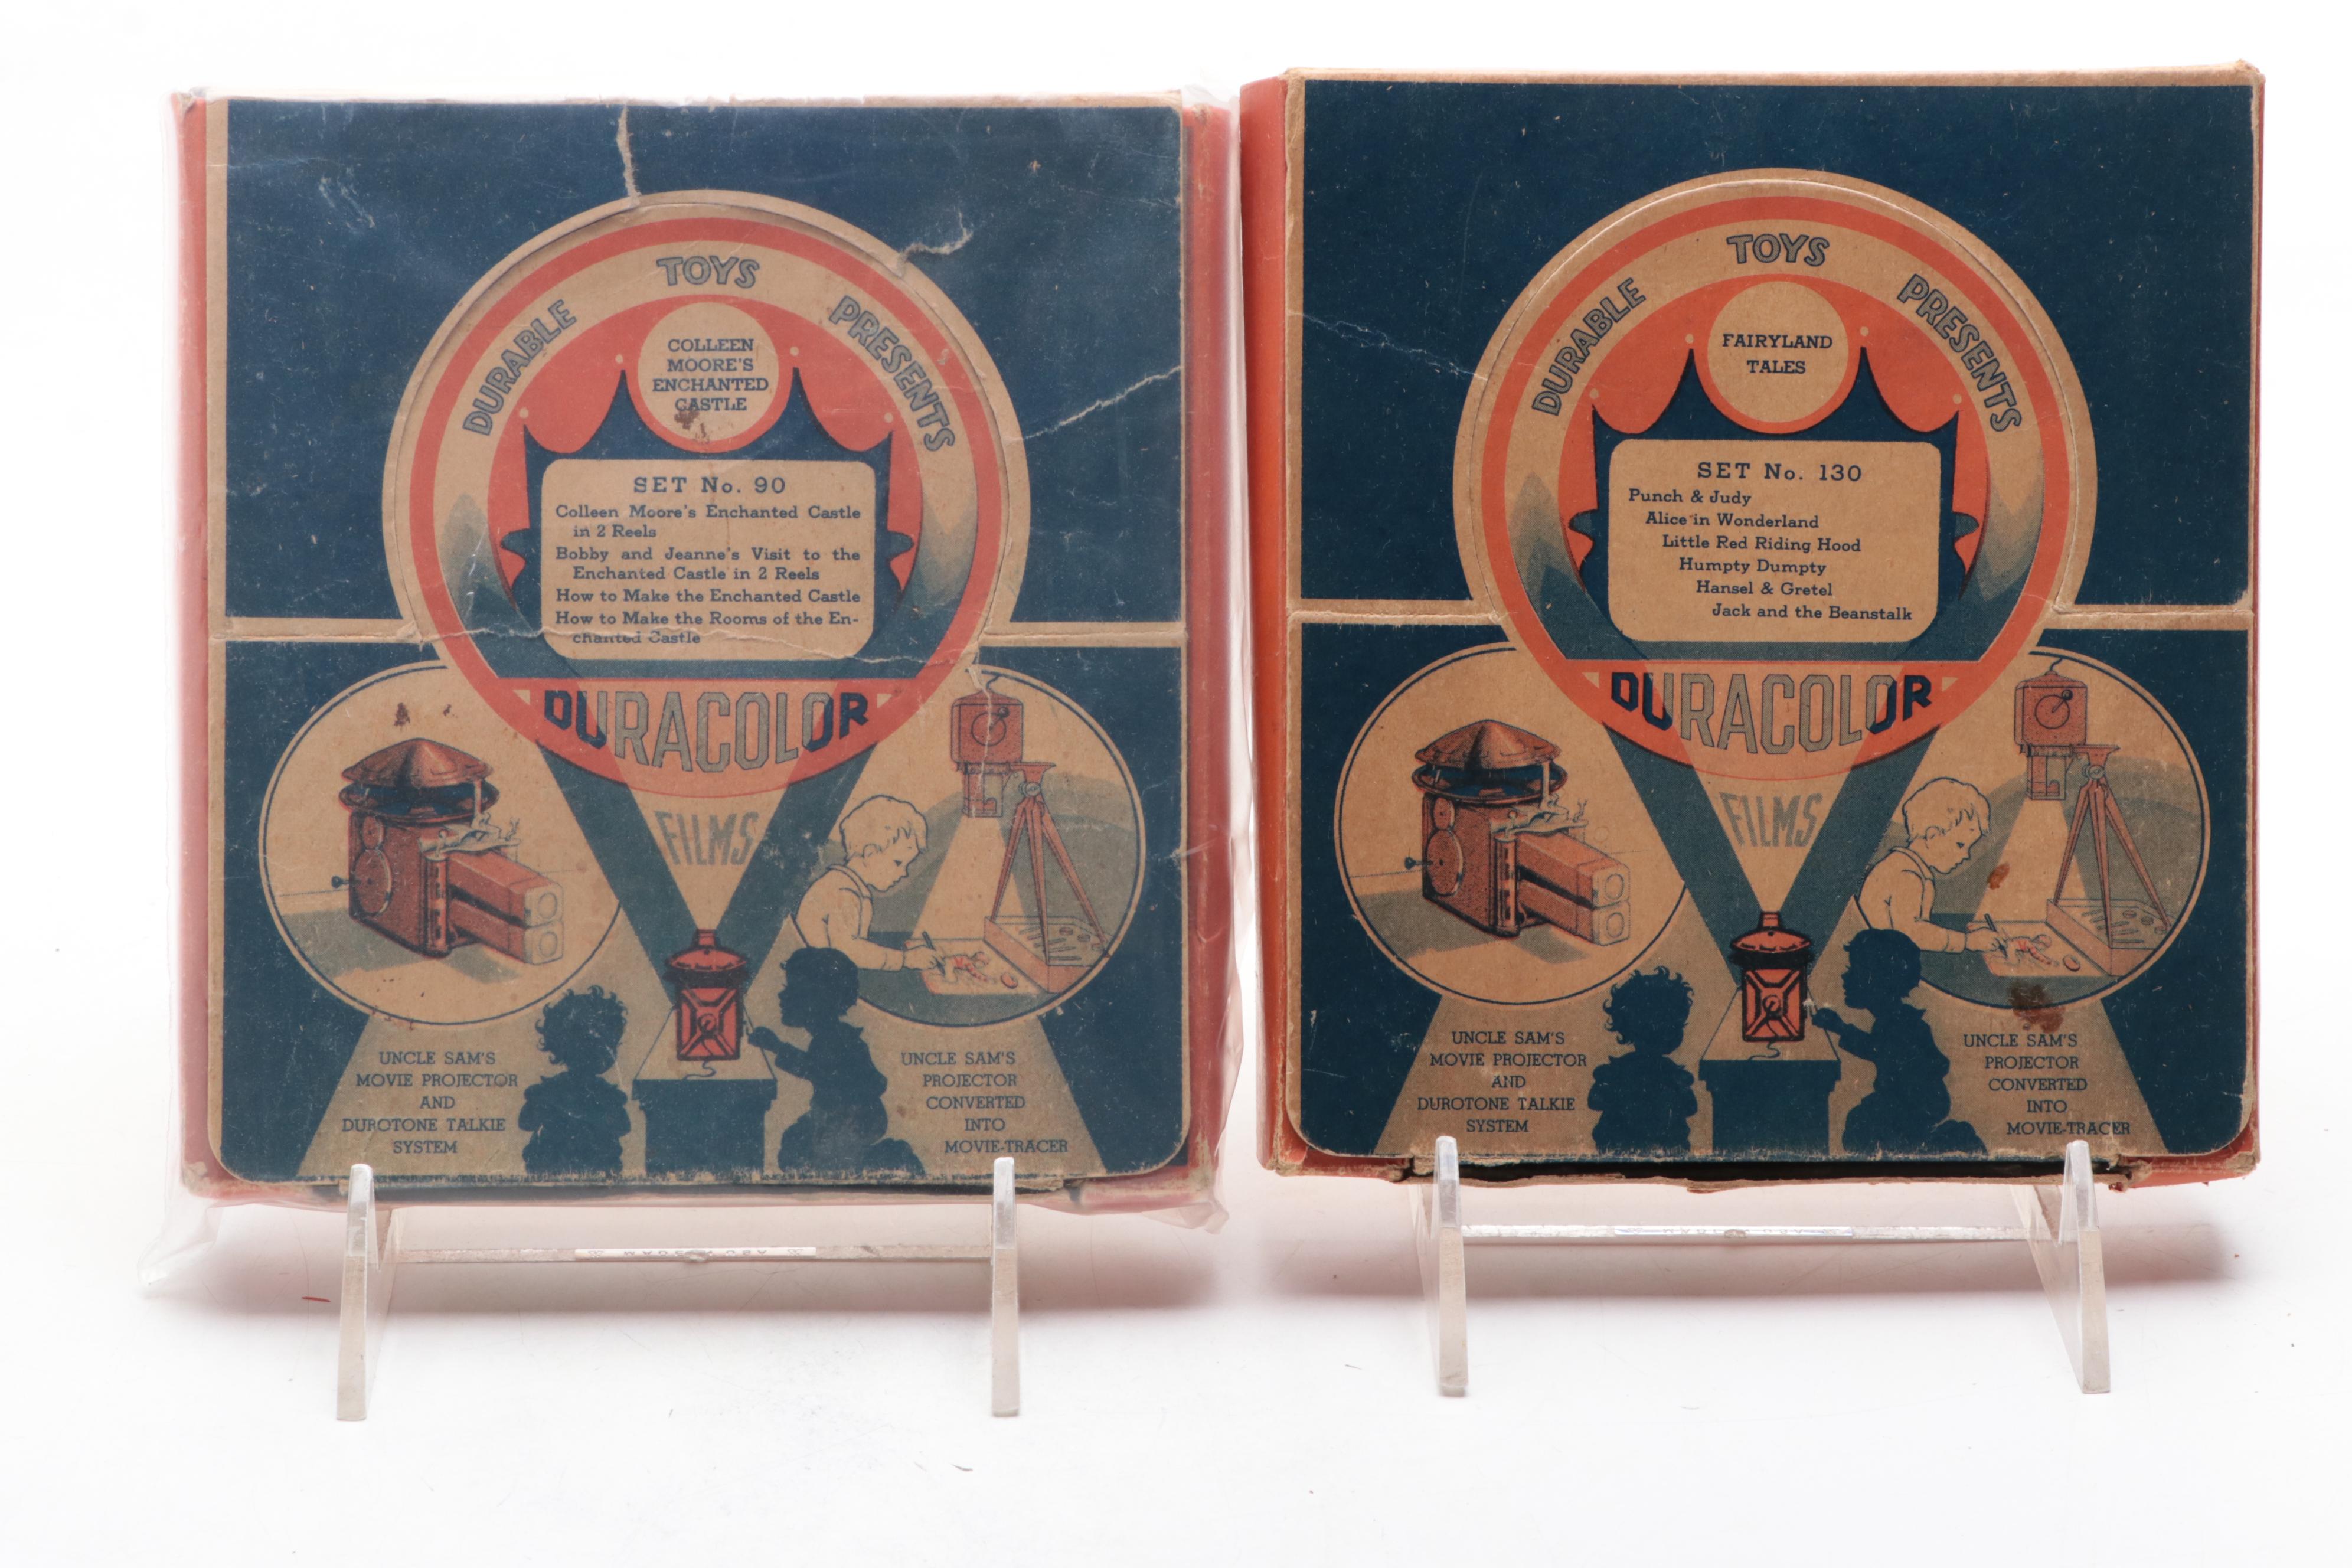 DURABLE TOYS PRESENTS
COLLEEN
MOORE'S
ENCHANTED
CASTLE
SET No. 90
Colleen Moore's Enchanted Castle
in 2 Reels
Bobby and Jeanne's Visit to the
Enchanted Castle in 2 Reels
How to Make the Enchanted Castle
How to Make the Rooms of the En-
chanted Castle
DURACOLOR
FILMS
UNCLE SAM'S
MOVIE PROJECTOR
AND
DUROTONE TALKIE
SYSTEM
UNCLE SAM'S
PROJECTOR
CONVERTED
INTO
MOVIE-TRACER
DURABLE TOYS PRESENTS
FAIRYLAND
TALES
SET No. 130
Punch & Judy
Alice in Wonderland
Little Red Riding Hood
Humpty Dumpty
Hansel & Gretel
Jack and the Beanstalk
DURACOLOR
FILMS
UNCLE SAM'S
MOVIE PROJECTOR
AND
DUROTONE TALKIE
SYSTEM
UNCLE SAM'S
PROJECTOR
CONVERTED
INTO
MOVIE-TRACER